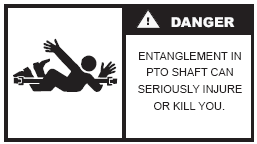 DANGER
ENTANGLEMENT IN
PTO SHAFT CAN
SERIOUSLY INJURE
OR KILL YOU.